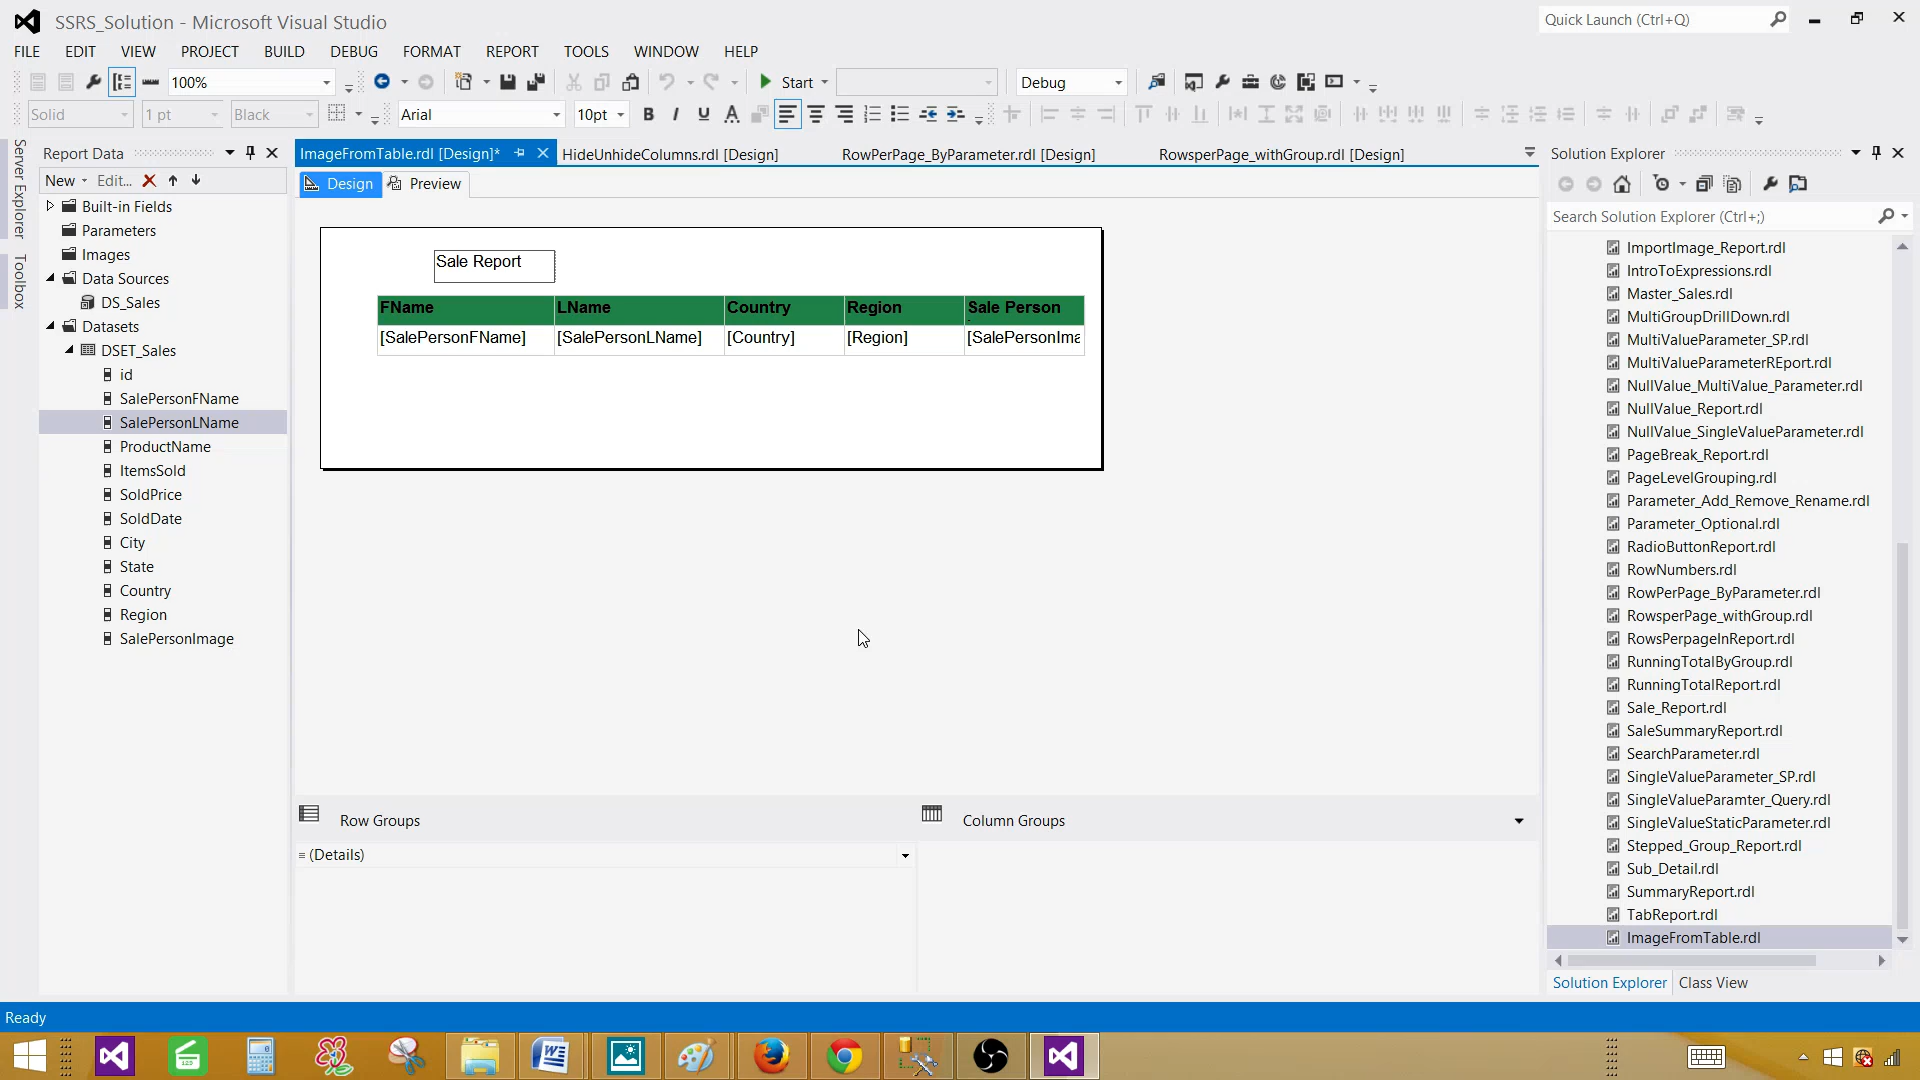 SSRS_Solution - Microsoft Visual Studio
Quick Launch (Ctrl+Q)
FILE EDIT VIEW PROJECT BUILD DEBUG FORMAT REPORT TOOLS WINDOW HELP
100% Start Debug
Solid 1 pt Black Arial 10pt B I U A
Server Explorer
Toolbox
Report Data
New Edit...
Built-in Fields
Parameters
Images
Data Sources
DS_Sales
Datasets
DSET_Sales
id
SalePersonFName
SalePersonLName
ProductName
ItemsSold
SoldPrice
SoldDate
City
State
Country
Region
SalePersonImage
ImageFromTable.rdl [Design]* HideUnhideColumns.rdl [Design] RowPerPage_ByParameter.rdl [Design] RowsperPage_withGroup.rdl [Design]
Design Preview
Sale Report
FName LName Country Region Sale Person
[SalePersonFName] [SalePersonLName] [Country] [Region] [SalePersonIma
Row Groups Column Groups
(Details)
Solution Explorer
Search Solution Explorer (Ctrl+;)
ImportImage_Report.rdl
IntroToExpressions.rdl
Master_Sales.rdl
MultiGroupDrillDown.rdl
MultiValueParameter_SP.rdl
MultiValueParameterREport.rdl
NullValue_MultiValue_Parameter.rdl
NullValue_Report.rdl
NullValue_SingleValueParameter.rdl
PageBreak_Report.rdl
PageLevelGrouping.rdl
Parameter_Add_Remove_Rename.rdl
Parameter_Optional.rdl
RadioButtonReport.rdl
RowNumbers.rdl
RowPerPage_ByParameter.rdl
RowsperPage_withGroup.rdl
RowsPerpageInReport.rdl
RunningTotalByGroup.rdl
RunningTotalReport.rdl
Sale_Report.rdl
SaleSummaryReport.rdl
SearchParameter.rdl
SingleValueParameter_SP.rdl
SingleValueParamter_Query.rdl
SingleValueStaticParameter.rdl
Stepped_Group_Report.rdl
Sub_Detail.rdl
SummaryReport.rdl
TabReport.rdl
ImageFromTable.rdl
Solution Explorer Class View
Ready